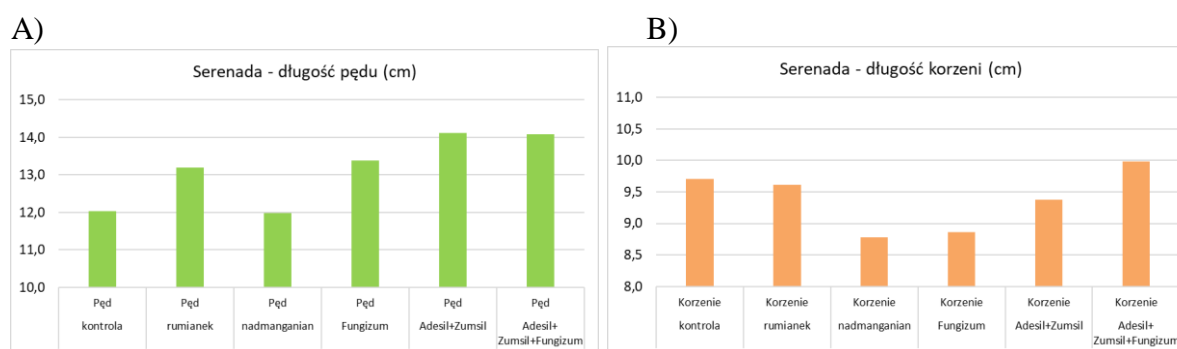 A)
Serenada - długość pędu (cm)
15,0
14,0
13,0
12,0
11,0
10,0
Pęd Pęd Pęd Pęd Pęd Pęd
kontrola rumianek nadmanganian Fungizum Adesil+Zumsil Adesil+
Zumsil+Fungizum
B)
Serenada - długość korzeni (cm)
11,0
10,5
10,0
9,5
9,0
8,5
8,0
Korzenie Korzenie Korzenie Korzenie Korzenie Korzenie
kontrola rumianek nadmanganian Fungizum Adesil+Zumsil Adesil+
Zumsil+Fungizum